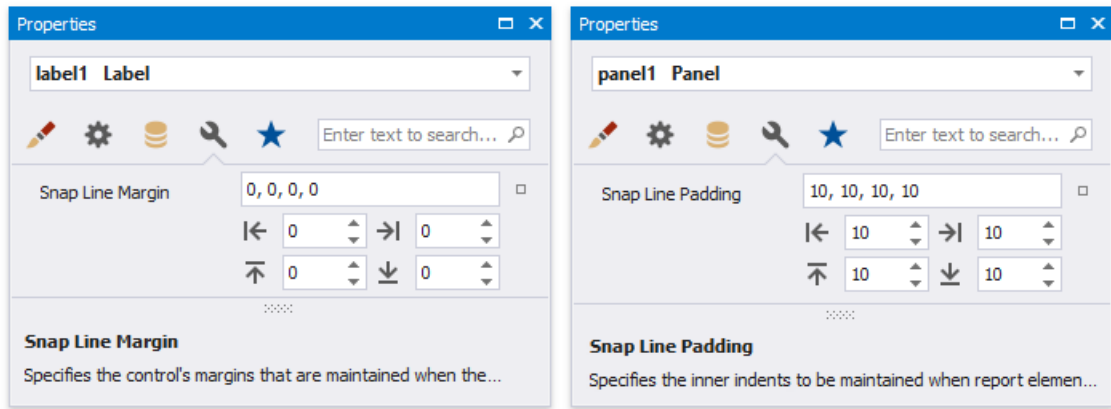 Properties
label1 Label
Enter text to search...
Snap Line Margin
0, 0, 0, 0
0
0
0
0
Snap Line Margin
Specifies the control's margins that are maintained when the...
Properties
panel1 Panel
Enter text to search...
Snap Line Padding
10, 10, 10, 10
10
10
10
10
Snap Line Padding
Specifies the inner indents to be maintained when report elemen...